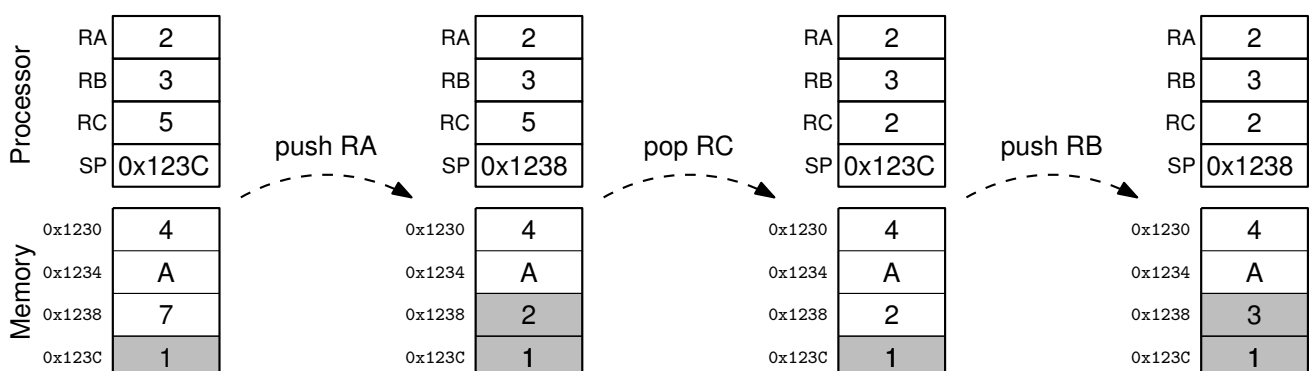 Processor
RA 2 RA 2 RA 2 RA 2
RB 3 RB 3 RB 3 RB 3
RC 5 RC 5 RC 2 RC 2
push RA pop RC push RB
SP 0x123C SP 0x1238 SP 0x123C SP 0x1238
Memory
0x1230 4 0x1230 4 0x1230 4 0x1230 4
0x1234 A 0x1234 A 0x1234 A 0x1234 A
0x1238 7 0x1238 2 0x1238 2 0x1238 3
0x123C 1 0x123C 1 0x123C 1 0x123C 1